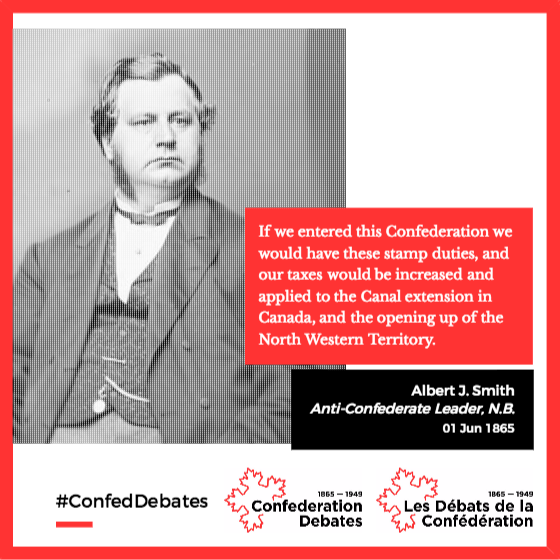 If we entered this Confederation we
would have these stamp duties, and
our taxes would be increased and
applied to the Canal extension in
Canada, and the opening up of the
North Western Territory.
Albert J. Smith
Anti-Confederate Leader, N.B.
01 Jun 1865
#ConfedDebates
1865 — 1949
Confederation
Debates
1865 — 1949
Les Débats de la
Confédération